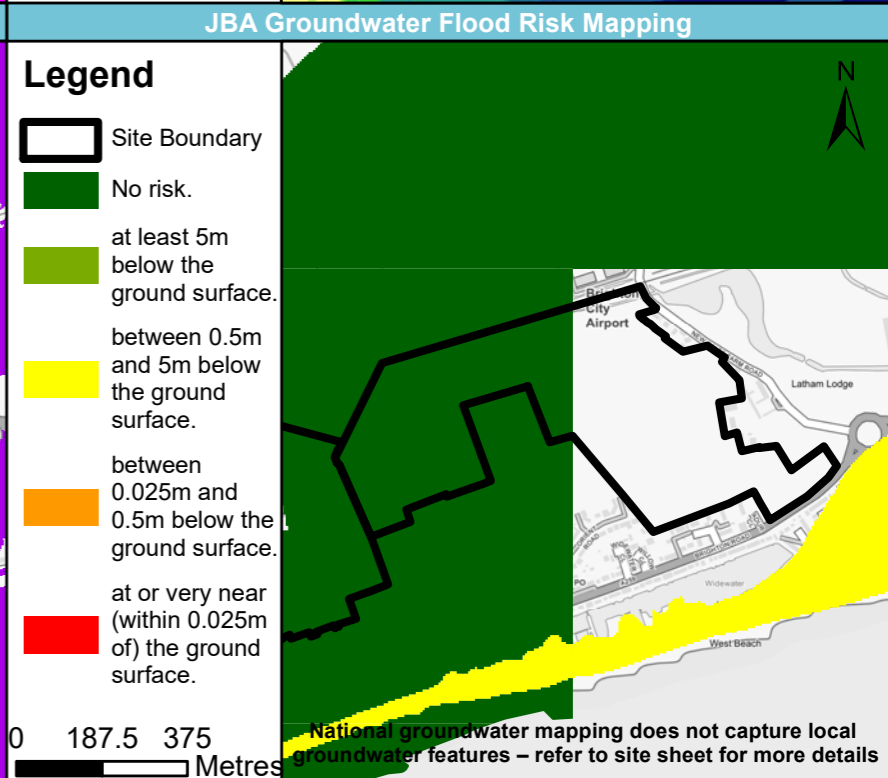 JBA Groundwater Flood Risk Mapping
Legend
Site Boundary
No risk.
at least 5m
below the
ground surface.
between 0.5m
and 5m below
the ground
surface.
between
0.025m and
0.5m below the
ground surface.
at or very near
(within 0.025m
of) the ground
surface.
0 187.5 375
Metres
N
City
Airport
Latham Lodge
BRIGHTON ROAD
Widewater
West Beach
PO
National groundwater mapping does not capture local
groundwater features – refer to site sheet for more details